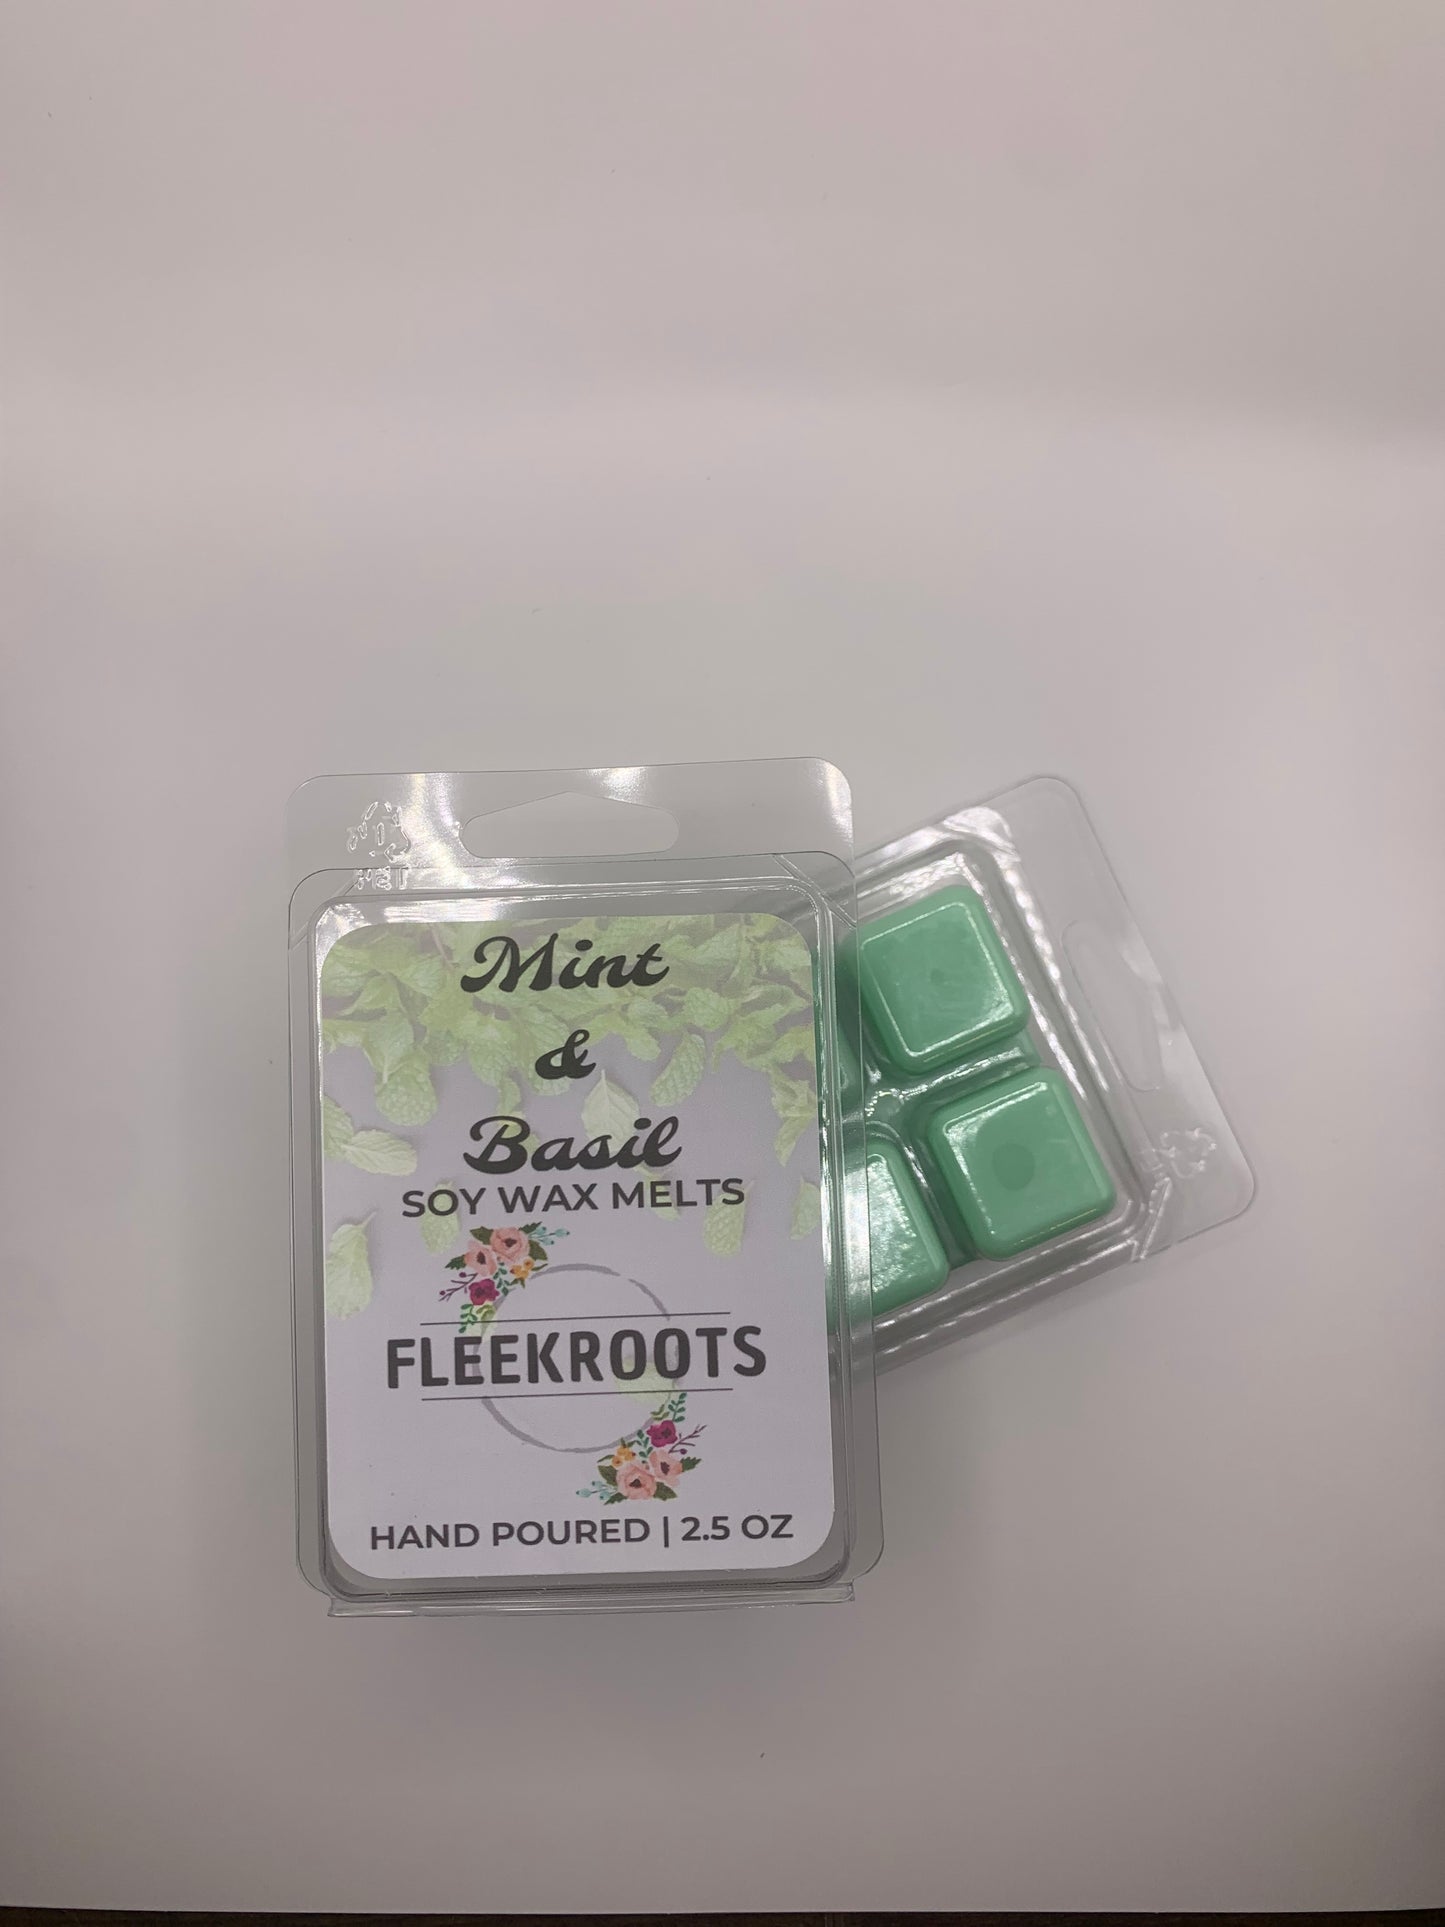 Mint
&
Basil
SOY WAX MELTS
FLEEKROOTS
HAND POURED | 2.5 OZ